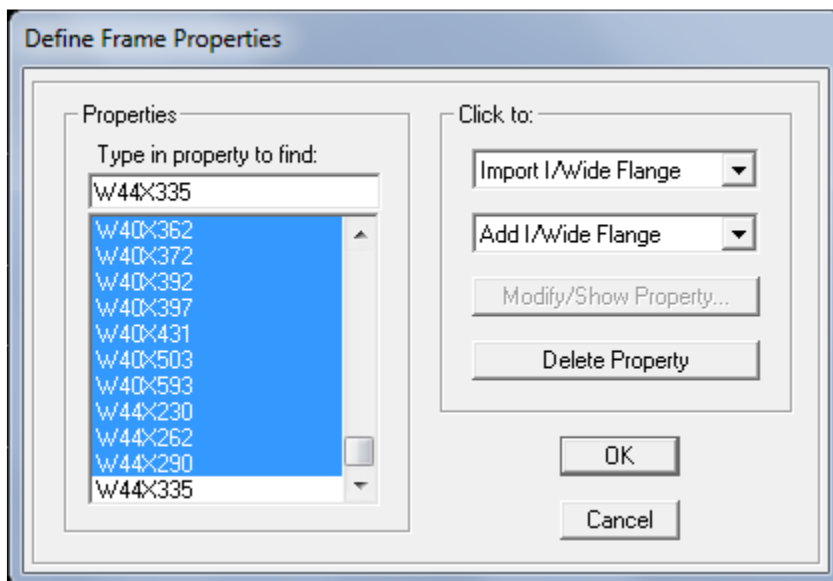 Define Frame Properties
Properties
Type in property to find:
W44X335
W40X362
W40X372
W40X392
W40X397
W40X431
W40X503
W40X593
W44X230
W44X262
W44X290
W44X335
Click to:
Import I/Wide Flange
Add I/Wide Flange
Modify/Show Property...
Delete Property
OK
Cancel